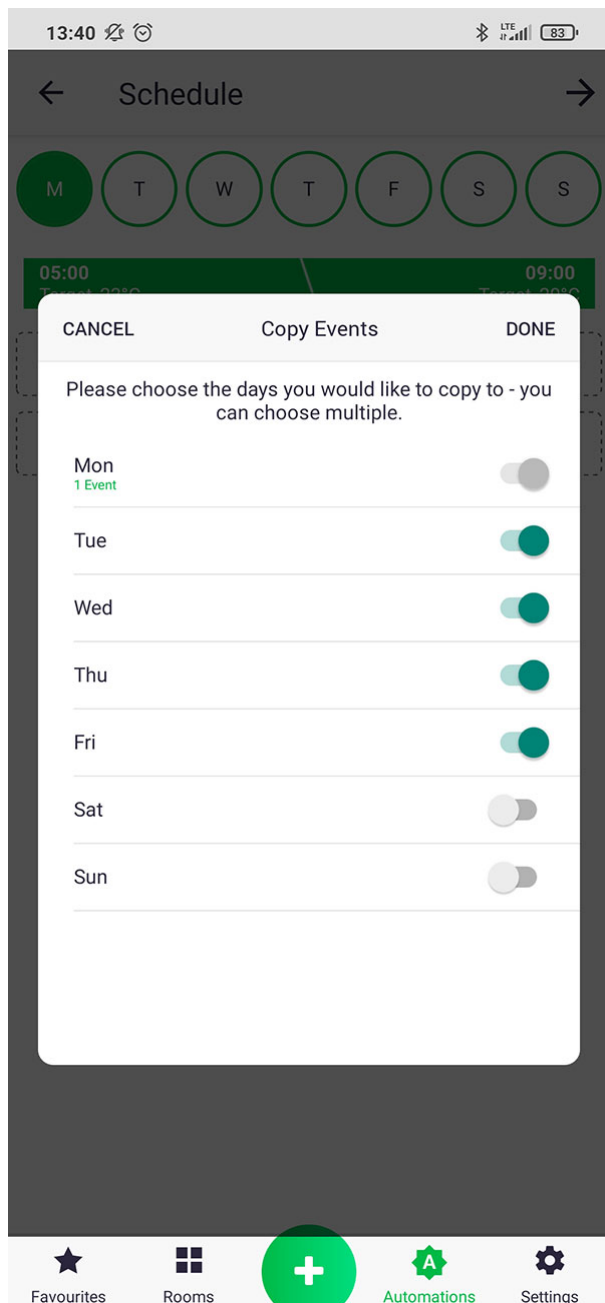 13:40 LTE 83
Schedule
M T W T F S S
05:00 09:00
CANCEL Copy Events DONE
Please choose the days you would like to copy to - you
can choose multiple.
Mon
1 Event
Tue
Wed
Thu
Fri
Sat
Sun
A
Favourites Rooms Automations Settings